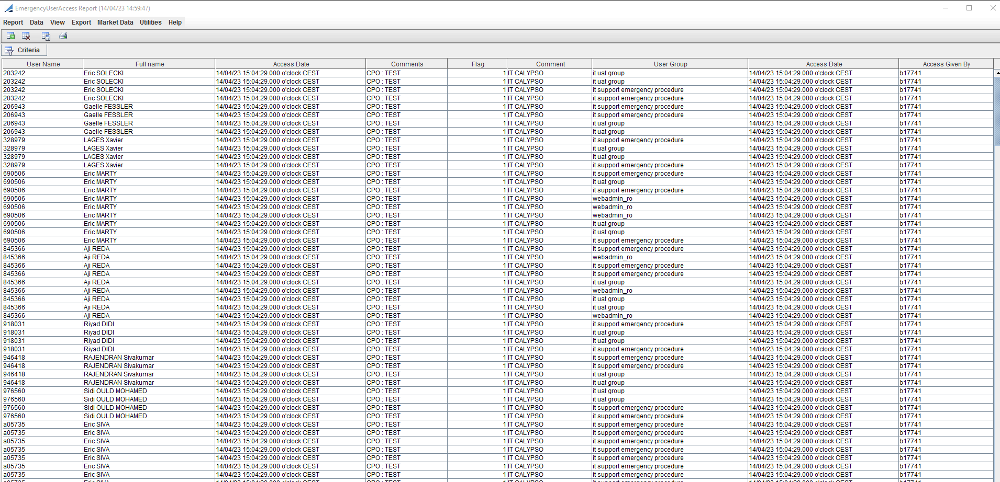 EmergencyUserAccess Report (14/04/23 14:59:47)
Report Data View Export Market Data Utilities Help
Criteria
User Name Full name Access Date Comments Flag Comment User Group Access Date Access Given By
203242 Eric SOLECKI 14/04/23 15:04:29.000 o'clock CEST CPO : TEST 1 IT CALYPSO it uat group 14/04/23 15:04:29.000 o'clock CEST b17741
203242 Eric SOLECKI 14/04/23 15:04:29.000 o'clock CEST CPO : TEST 1 IT CALYPSO it uat group 14/04/23 15:04:29.000 o'clock CEST b17741
203242 Eric SOLECKI 14/04/23 15:04:29.000 o'clock CEST CPO : TEST 1 IT CALYPSO it support emergency procedure 14/04/23 15:04:29.000 o'clock CEST b17741
203242 Eric SOLECKI 14/04/23 15:04:29.000 o'clock CEST CPO : TEST 1 IT CALYPSO it support emergency procedure 14/04/23 15:04:29.000 o'clock CEST b17741
206943 Gaelle FESSLER 14/04/23 15:04:29.000 o'clock CEST CPO : TEST 1 IT CALYPSO it support emergency procedure 14/04/23 15:04:29.000 o'clock CEST b17741
206943 Gaelle FESSLER 14/04/23 15:04:29.000 o'clock CEST CPO : TEST 1 IT CALYPSO it support emergency procedure 14/04/23 15:04:29.000 o'clock CEST b17741
206943 Gaelle FESSLER 14/04/23 15:04:29.000 o'clock CEST CPO : TEST 1 IT CALYPSO it uat group 14/04/23 15:04:29.000 o'clock CEST b17741
206943 Gaelle FESSLER 14/04/23 15:04:29.000 o'clock CEST CPO : TEST 1 IT CALYPSO it uat group 14/04/23 15:04:29.000 o'clock CEST b17741
328979 LAGES Xavier 14/04/23 15:04:29.000 o'clock CEST CPO : TEST 1 IT CALYPSO it support emergency procedure 14/04/23 15:04:29.000 o'clock CEST b17741
328979 LAGES Xavier 14/04/23 15:04:29.000 o'clock CEST CPO : TEST 1 IT CALYPSO it uat group 14/04/23 15:04:29.000 o'clock CEST b17741
328979 LAGES Xavier 14/04/23 15:04:29.000 o'clock CEST CPO : TEST 1 IT CALYPSO it uat group 14/04/23 15:04:29.000 o'clock CEST b17741
328979 LAGES Xavier 14/04/23 15:04:29.000 o'clock CEST CPO : TEST 1 IT CALYPSO it support emergency procedure 14/04/23 15:04:29.000 o'clock CEST b17741
690506 Eric MARTY 14/04/23 15:04:29.000 o'clock CEST CPO : TEST 1 IT CALYPSO it support emergency procedure 14/04/23 15:04:29.000 o'clock CEST b17741
690506 Eric MARTY 14/04/23 15:04:29.000 o'clock CEST CPO : TEST 1 IT CALYPSO it uat group 14/04/23 15:04:29.000 o'clock CEST b17741
690506 Eric MARTY 14/04/23 15:04:29.000 o'clock CEST CPO : TEST 1 IT CALYPSO it support emergency procedure 14/04/23 15:04:29.000 o'clock CEST b17741
690506 Eric MARTY 14/04/23 15:04:29.000 o'clock CEST CPO : TEST 1 IT CALYPSO webadmin_ro 14/04/23 15:04:29.000 o'clock CEST b17741
690506 Eric MARTY 14/04/23 15:04:29.000 o'clock CEST CPO : TEST 1 IT CALYPSO webadmin_ro 14/04/23 15:04:29.000 o'clock CEST b17741
690506 Eric MARTY 14/04/23 15:04:29.000 o'clock CEST CPO : TEST 1 IT CALYPSO webadmin_ro 14/04/23 15:04:29.000 o'clock CEST b17741
690506 Eric MARTY 14/04/23 15:04:29.000 o'clock CEST CPO : TEST 1 IT CALYPSO it uat group 14/04/23 15:04:29.000 o'clock CEST b17741
690506 Eric MARTY 14/04/23 15:04:29.000 o'clock CEST CPO : TEST 1 IT CALYPSO it uat group 14/04/23 15:04:29.000 o'clock CEST b17741
690506 Eric MARTY 14/04/23 15:04:29.000 o'clock CEST CPO : TEST 1 IT CALYPSO it support emergency procedure 14/04/23 15:04:29.000 o'clock CEST b17741
845366 Aji REDA 14/04/23 15:04:29.000 o'clock CEST CPO : TEST 1 IT CALYPSO it support emergency procedure 14/04/23 15:04:29.000 o'clock CEST b17741
845366 Aji REDA 14/04/23 15:04:29.000 o'clock CEST CPO : TEST 1 IT CALYPSO webadmin_ro 14/04/23 15:04:29.000 o'clock CEST b17741
845366 Aji REDA 14/04/23 15:04:29.000 o'clock CEST CPO : TEST 1 IT CALYPSO it support emergency procedure 14/04/23 15:04:29.000 o'clock CEST b17741
845366 Aji REDA 14/04/23 15:04:29.000 o'clock CEST CPO : TEST 1 IT CALYPSO it support emergency procedure 14/04/23 15:04:29.000 o'clock CEST b17741
845366 Aji REDA 14/04/23 15:04:29.000 o'clock CEST CPO : TEST 1 IT CALYPSO it uat group 14/04/23 15:04:29.000 o'clock CEST b17741
845366 Aji REDA 14/04/23 15:04:29.000 o'clock CEST CPO : TEST 1 IT CALYPSO webadmin_ro 14/04/23 15:04:29.000 o'clock CEST b17741
845366 Aji REDA 14/04/23 15:04:29.000 o'clock CEST CPO : TEST 1 IT CALYPSO it uat group 14/04/23 15:04:29.000 o'clock CEST b17741
845366 Aji REDA 14/04/23 15:04:29.000 o'clock CEST CPO : TEST 1 IT CALYPSO it uat group 14/04/23 15:04:29.000 o'clock CEST b17741
845366 Aji REDA 14/04/23 15:04:29.000 o'clock CEST CPO : TEST 1 IT CALYPSO webadmin_ro 14/04/23 15:04:29.000 o'clock CEST b17741
918031 Riyad DIDI 14/04/23 15:04:29.000 o'clock CEST CPO : TEST 1 IT CALYPSO it support emergency procedure 14/04/23 15:04:29.000 o'clock CEST b17741
918031 Riyad DIDI 14/04/23 15:04:29.000 o'clock CEST CPO : TEST 1 IT CALYPSO it uat group 14/04/23 15:04:29.000 o'clock CEST b17741
918031 Riyad DIDI 14/04/23 15:04:29.000 o'clock CEST CPO : TEST 1 IT CALYPSO it uat group 14/04/23 15:04:29.000 o'clock CEST b17741
918031 Riyad DIDI 14/04/23 15:04:29.000 o'clock CEST CPO : TEST 1 IT CALYPSO it support emergency procedure 14/04/23 15:04:29.000 o'clock CEST b17741
946418 RAJENDRAN Sivakumar 14/04/23 15:04:29.000 o'clock CEST CPO : TEST 1 IT CALYPSO it support emergency procedure 14/04/23 15:04:29.000 o'clock CEST b17741
946418 RAJENDRAN Sivakumar 14/04/23 15:04:29.000 o'clock CEST CPO : TEST 1 IT CALYPSO it support emergency procedure 14/04/23 15:04:29.000 o'clock CEST b17741
946418 RAJENDRAN Sivakumar 14/04/23 15:04:29.000 o'clock CEST CPO : TEST 1 IT CALYPSO it uat group 14/04/23 15:04:29.000 o'clock CEST b17741
946418 RAJENDRAN Sivakumar 14/04/23 15:04:29.000 o'clock CEST CPO : TEST 1 IT CALYPSO it uat group 14/04/23 15:04:29.000 o'clock CEST b17741
976560 Sidi OULD MOHAMED 14/04/23 15:04:29.000 o'clock CEST CPO : TEST 1 IT CALYPSO it uat group 14/04/23 15:04:29.000 o'clock CEST b17741
976560 Sidi OULD MOHAMED 14/04/23 15:04:29.000 o'clock CEST CPO : TEST 1 IT CALYPSO it uat group 14/04/23 15:04:29.000 o'clock CEST b17741
976560 Sidi OULD MOHAMED 14/04/23 15:04:29.000 o'clock CEST CPO : TEST 1 IT CALYPSO it support emergency procedure 14/04/23 15:04:29.000 o'clock CEST b17741
976560 Sidi OULD MOHAMED 14/04/23 15:04:29.000 o'clock CEST CPO : TEST 1 IT CALYPSO it support emergency procedure 14/04/23 15:04:29.000 o'clock CEST b17741
a05735 Eric SIVA 14/04/23 15:04:29.000 o'clock CEST CPO : TEST 1 IT CALYPSO it support emergency procedure 14/04/23 15:04:29.000 o'clock CEST b17741
a05735 Eric SIVA 14/04/23 15:04:29.000 o'clock CEST CPO : TEST 1 IT CALYPSO it support emergency procedure 14/04/23 15:04:29.000 o'clock CEST b17741
a05735 Eric SIVA 14/04/23 15:04:29.000 o'clock CEST CPO : TEST 1 IT CALYPSO it support emergency procedure 14/04/23 15:04:29.000 o'clock CEST b17741
a05735 Eric SIVA 14/04/23 15:04:29.000 o'clock CEST CPO : TEST 1 IT CALYPSO it support emergency procedure 14/04/23 15:04:29.000 o'clock CEST b17741
a05735 Eric SIVA 14/04/23 15:04:29.000 o'clock CEST CPO : TEST 1 IT CALYPSO it support emergency procedure 14/04/23 15:04:29.000 o'clock CEST b17741
a05735 Eric SIVA 14/04/23 15:04:29.000 o'clock CEST CPO : TEST 1 IT CALYPSO it support emergency procedure 14/04/23 15:04:29.000 o'clock CEST b17741
a05735 Eric SIVA 14/04/23 15:04:29.000 o'clock CEST CPO : TEST 1 IT CALYPSO it support emergency procedure 14/04/23 15:04:29.000 o'clock CEST b17741